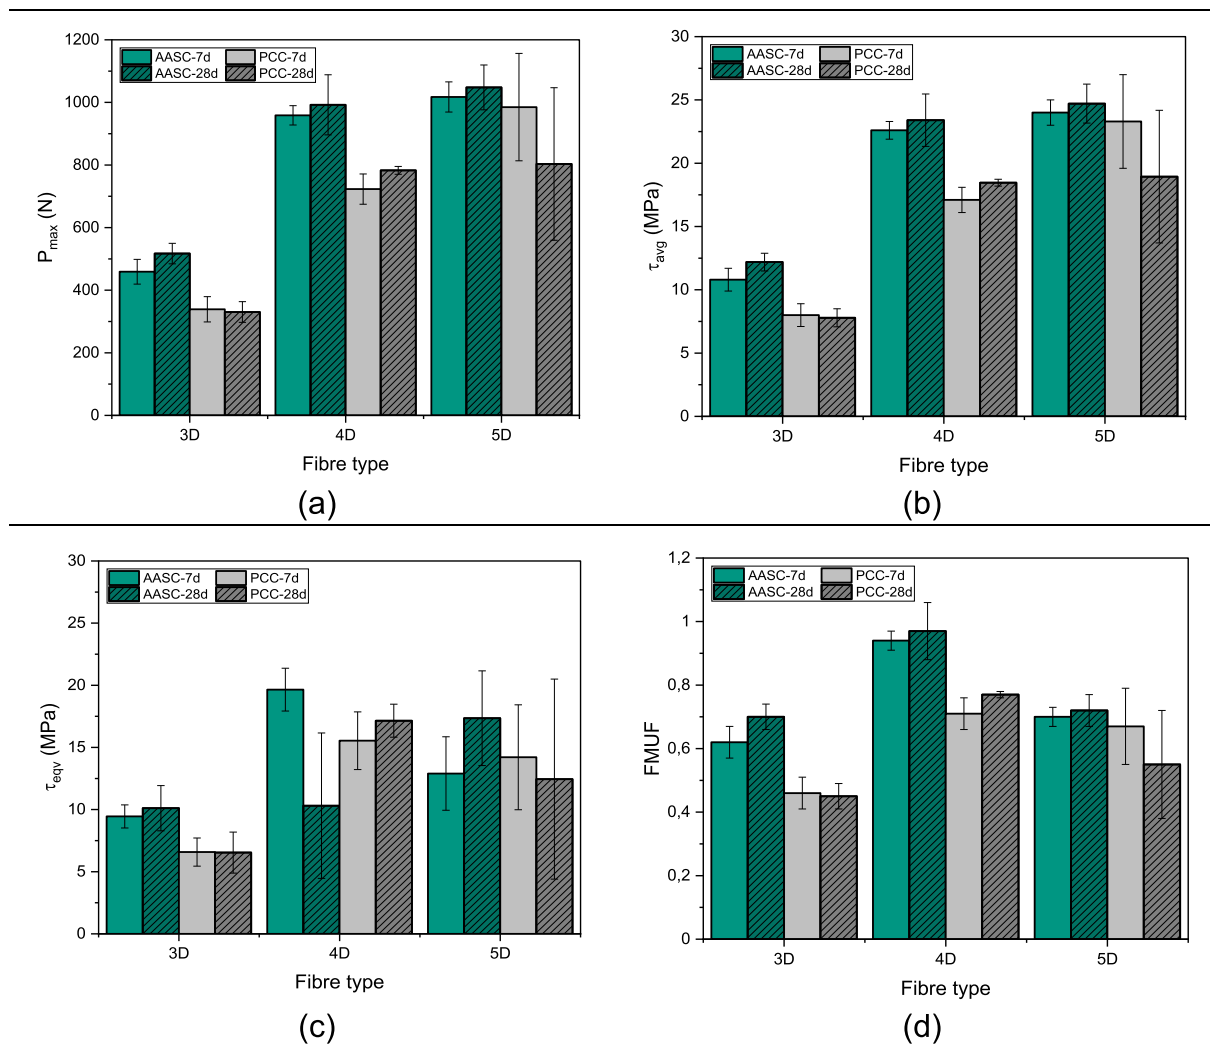 1200
1000
800
600
400
200
0
P_max (N)
AASC-7d PCC-7d
AASC-28d PCC-28d
3D 4D 5D
Fibre type
(a)
30
25
20
15
10
5
0
τ_avg (MPa)
AASC-7d PCC-7d
AASC-28d PCC-28d
3D 4D 5D
Fibre type
(b)
30
25
20
15
10
5
0
τ_eqv (MPa)
AASC-7d PCC-7d
AASC-28d PCC-28d
3D 4D 5D
Fibre type
(c)
1,2
1
0,8
0,6
0,4
0,2
0
FMUF
AASC-7d PCC-7d
AASC-28d PCC-28d
3D 4D 5D
Fibre type
(d)